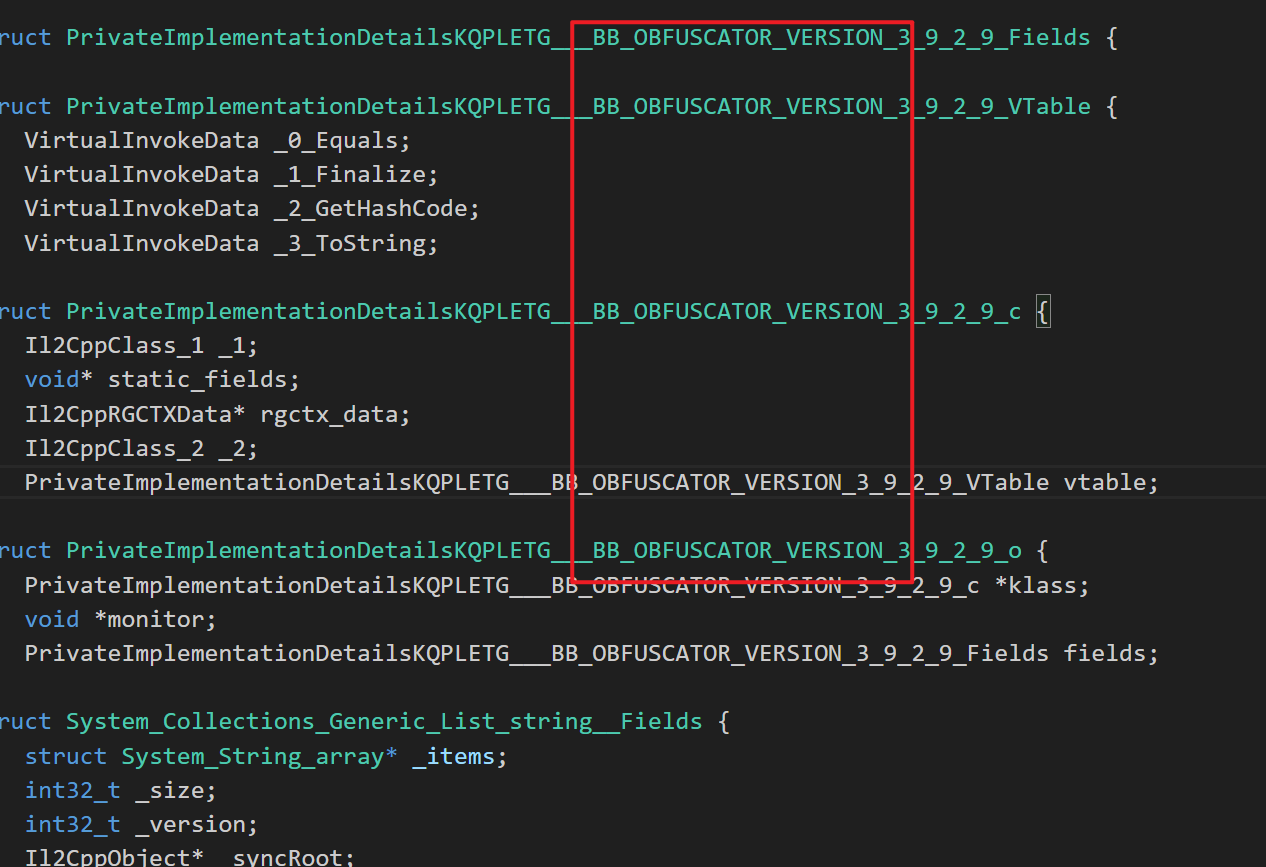 ruct PrivateImplementationDetailsKQPLETG___BB_OBFUSCATOR_VERSION_3_9_2_9_Fields {
ruct PrivateImplementationDetailsKQPLETG___BB_OBFUSCATOR_VERSION_3_9_2_9_VTable {
VirtualInvokeData _0_Equals;
VirtualInvokeData _1_Finalize;
VirtualInvokeData _2_GetHashCode;
VirtualInvokeData _3_ToString;
ruct PrivateImplementationDetailsKQPLETG___BB_OBFUSCATOR_VERSION_3_9_2_9_c {
Il2CppClass_1 _1;
void* static_fields;
Il2CppRGCTXData* rgctx_data;
Il2CppClass_2 _2;
PrivateImplementationDetailsKQPLETG___BB_OBFUSCATOR_VERSION_3_9_2_9_VTable vtable;
ruct PrivateImplementationDetailsKQPLETG___BB_OBFUSCATOR_VERSION_3_9_2_9_o {
PrivateImplementationDetailsKQPLETG___BB_OBFUSCATOR_VERSION_3_9_2_9_c *klass;
void *monitor;
PrivateImplementationDetailsKQPLETG___BB_OBFUSCATOR_VERSION_3_9_2_9_Fields fields;
ruct System_Collections_Generic_List_string__Fields {
struct System_String_array* _items;
int32_t _size;
int32_t _version;
Il2CppObject* _syncRoot;